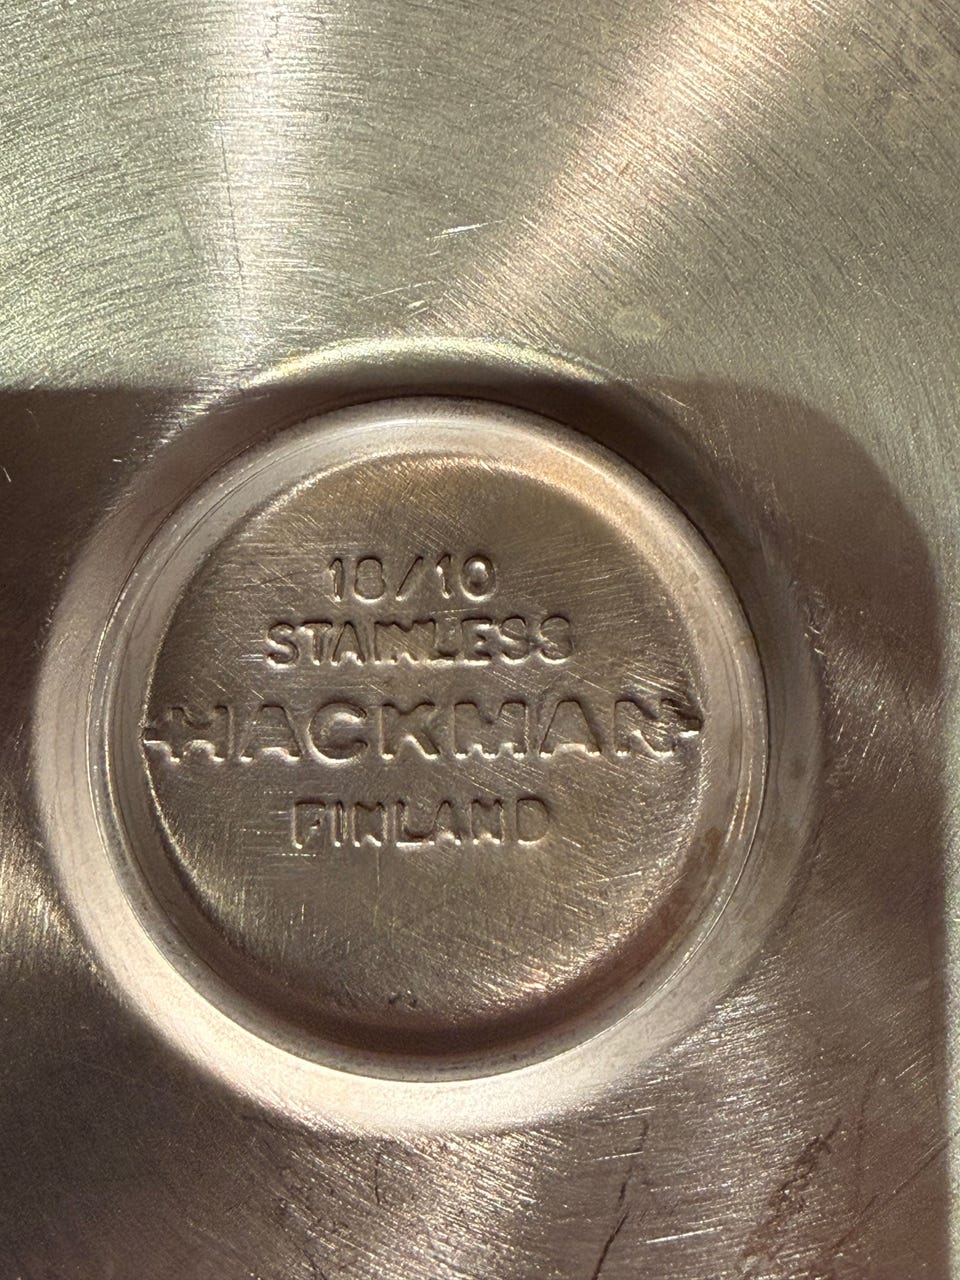 18/10
STAINLESS
HACKMAN
FINLAND